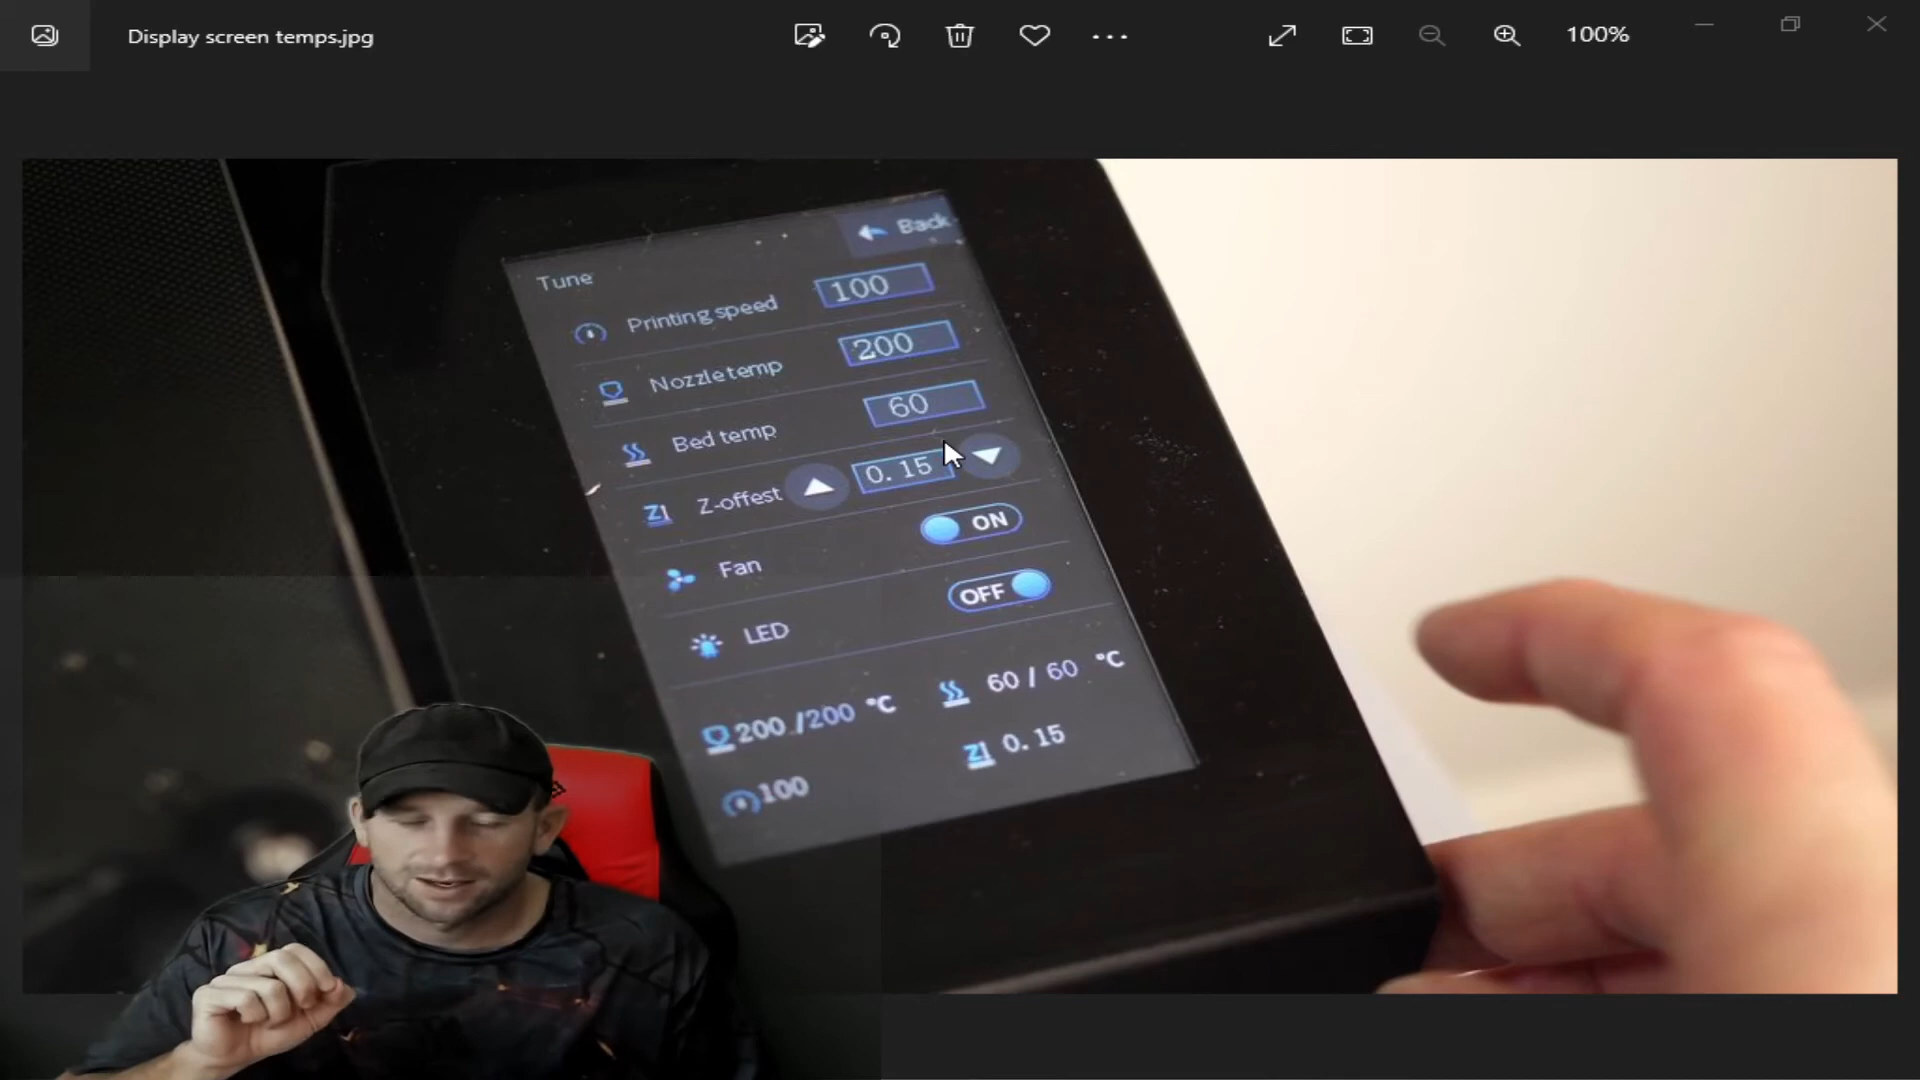 Display screen temps.jpg
100%
Back
Tune
Printing speed 100
Nozzle temp 200
Bed temp 60
Z-offest 0.15
Fan ON
LED OFF
200 /200 °C 60 / 60 °C
100 0.15